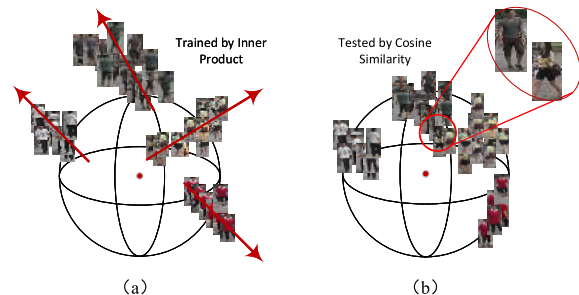 Trained by Inner
Product
Tested by Cosine
Similarity
（a）
（b）